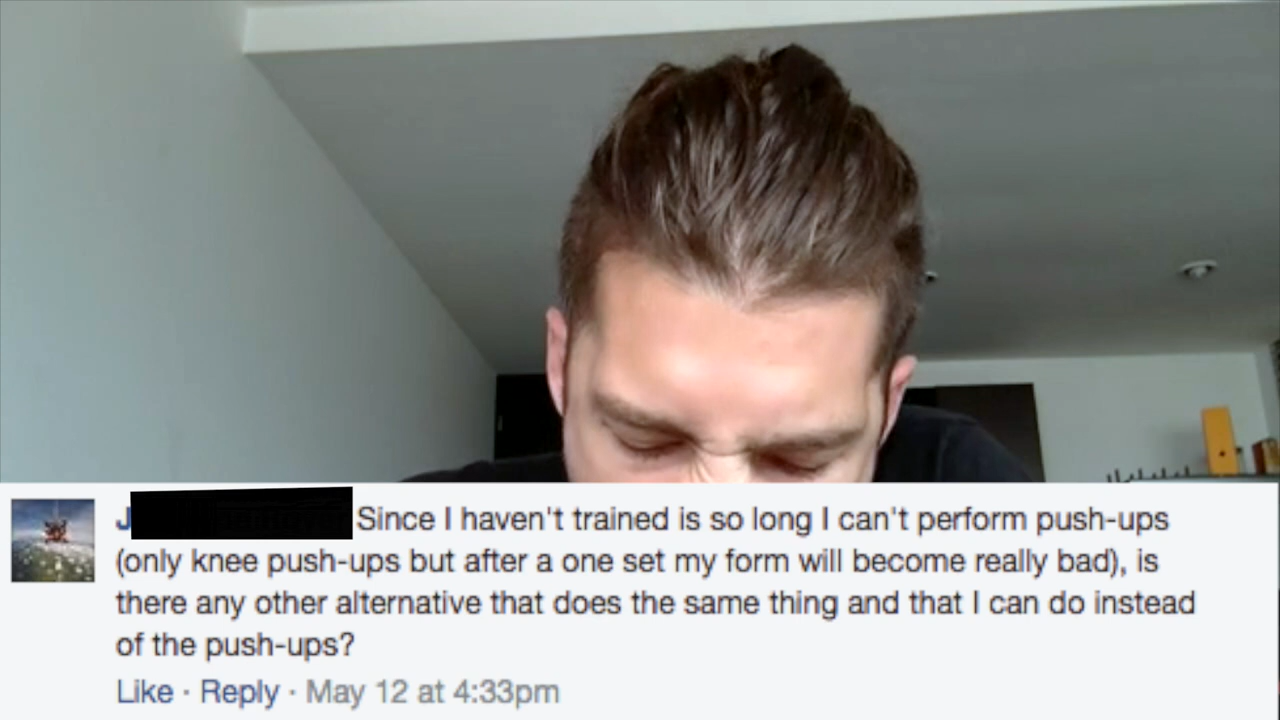 J Since I haven't trained is so long I can't perform push-ups
(only knee push-ups but after a one set my form will become really bad), is
there any other alternative that does the same thing and that I can do instead
of the push-ups?
Like · Reply · May 12 at 4:33pm